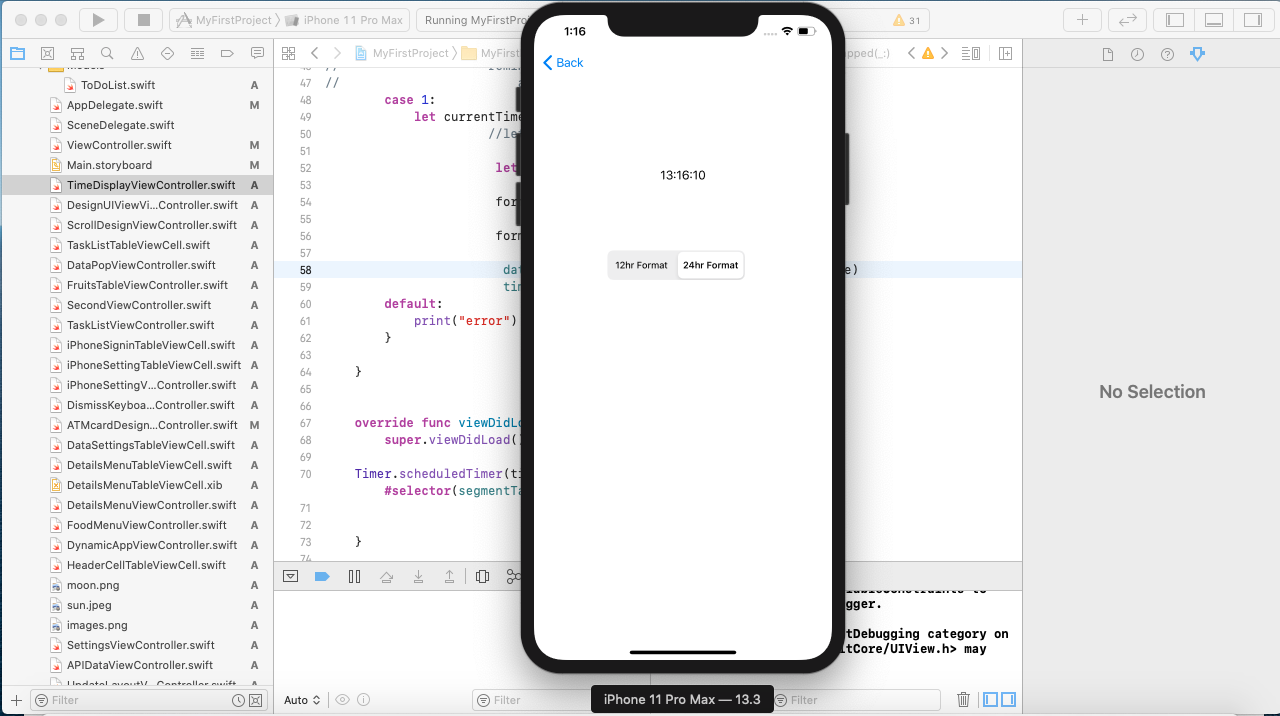 MyFirstProject
iPhone 11 Pro Max
Running MyFirstProj
31
MyFirstProject
MyFirst
pped(_:)
ToDoList.swift A
AppDelegate.swift M
SceneDelegate.swift
ViewController.swift M
Main.storyboard M
TimeDisplayViewController.swift A
DesignUIViewVi...Controller.swift A
ScrollDesignViewController.swift A
TaskListTableViewCell.swift A
DataPopViewController.swift A
FruitsTableViewController.swift A
SecondViewController.swift A
TaskListViewController.swift A
iPhoneSigninTableViewCell.swift A
iPhoneSettingTableViewCell.swift A
iPhoneSettingV...Controller.swift A
DismissKeyboa...Controller.swift A
ATMcardDesign...Controller.swift M
DataSettingsTableViewCell.swift A
DetailsMenuTableViewCell.swift A
DetailsMenuTableViewCell.xib A
DetailsMenuViewController.swift A
FoodMenuViewController.swift A
DynamicAppViewController.swift A
HeaderCellTableViewCell.swift A
moon.png A
sun.jpeg A
images.png A
SettingsViewController.swift A
APIDataViewController.swift A
Filter
47 //
48 case 1:
49 let currentTime
50 //le
51
52 let
53
54 for
55
56 form
57
58 dat e)
59 tim
60 default:
61 print("error")
62 }
63
64 }
65
66
67 override func viewDidLo
68 super.viewDidLoad()
69
70 Timer.scheduledTimer(ti
#selector(segmentTa
71
72
73 }
74
1:16
Back
13:16:10
12hr Format
24hr Format
iPhone 11 Pro Max — 13.3
No Selection
gger.
tDebugging category on
itCore/UIView.h> may
Auto
Filter
Filter